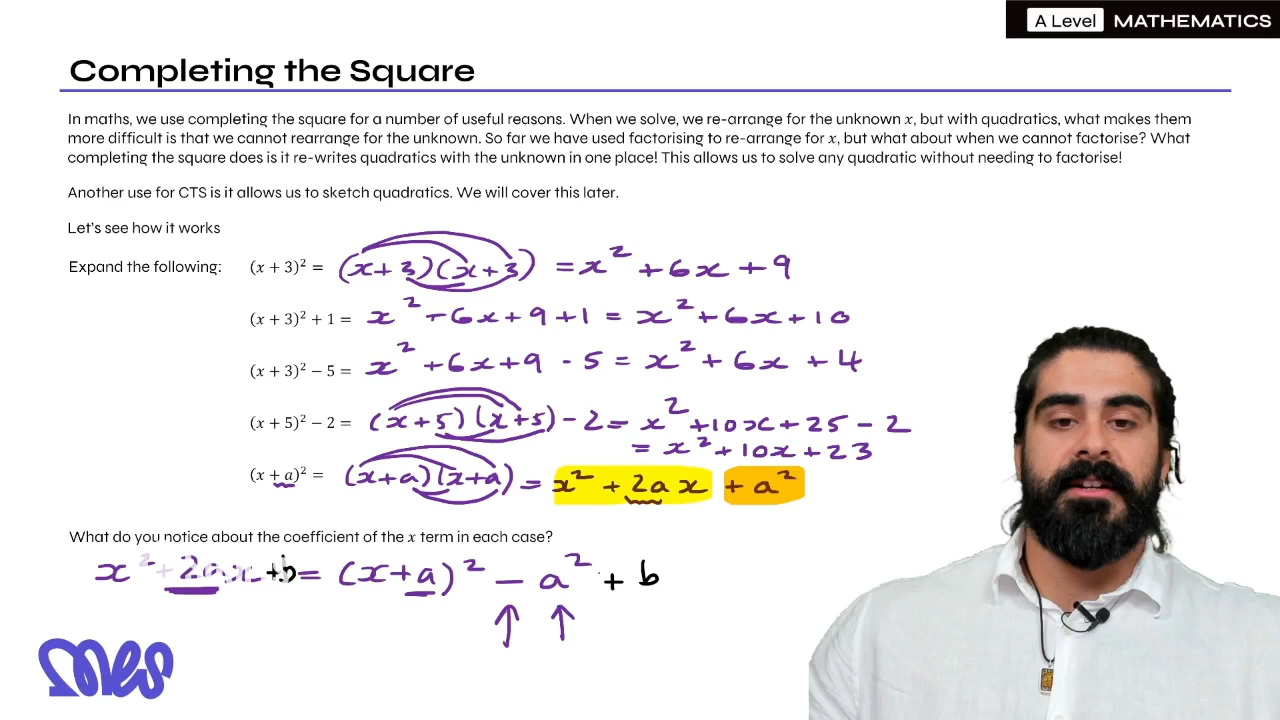 A Level MATHEMATICS
Completing the Square
In maths, we use completing the square for a number of useful reasons. When we solve, we re-arrange for the unknown x, but with quadratics, what makes them
more difficult is that we cannot rearrange for the unknown. So far we have used factorising to re-arrange for x, but what about when we cannot factorise? What
completing the square does is it re-writes quadratics with the unknown in one place! This allows us to solve any quadratic without needing to factorise!
Another use for CTS is it allows us to sketch quadratics. We will cover this later.
Let's see how it works
Expand the following: (x + 3)² = (x+3)(x+3) = x² + 6x + 9
(x + 3)² + 1 = x² + 6x + 9 + 1 = x² + 6x + 10
(x + 3)² − 5 = x² + 6x + 9 - 5 = x² + 6x + 4
(x + 5)² − 2 = (x+5)(x+5) - 2 = x² + 10x + 25 - 2
= x² + 10x + 23
(x + a)² = (x+a)(x+a) = x² + 2ax + a²
What do you notice about the coefficient of the x term in each case?
x² + 2ax + b = (x+a)² - a² + b
mes